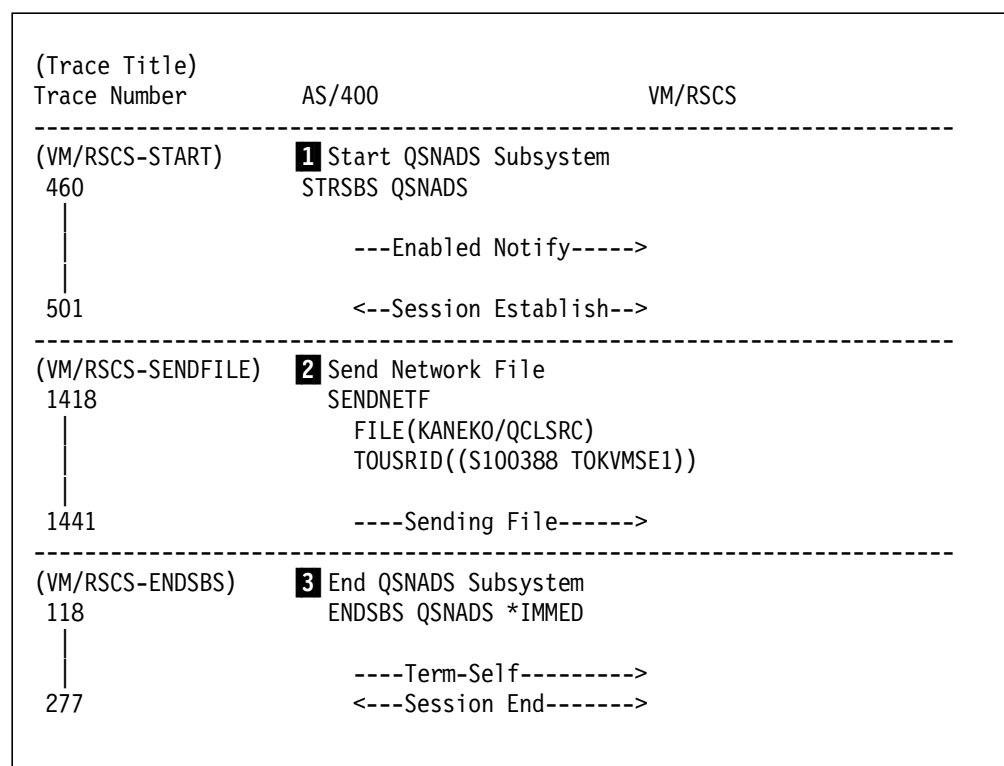 (Trace Title)
Trace Number AS/400 VM/RSCS
------------------------------------------------------------------------
(VM/RSCS-START) 1 Start QSNADS Subsystem
460 STRSBS QSNADS
|
| ---Enabled Notify----->
|
501 <--Session Establish-->
------------------------------------------------------------------------
(VM/RSCS-SENDFILE) 2 Send Network File
1418 SENDNETF
| FILE(KANEKO/QCLSRC)
| TOUSRID((S100388 TOKVMSE1))
|
1441 ----Sending File------>
------------------------------------------------------------------------
(VM/RSCS-ENDSBS) 3 End QSNADS Subsystem
118 ENDSBS QSNADS *IMMED
|
| ----Term-Self--------->
277 <---Session End------->